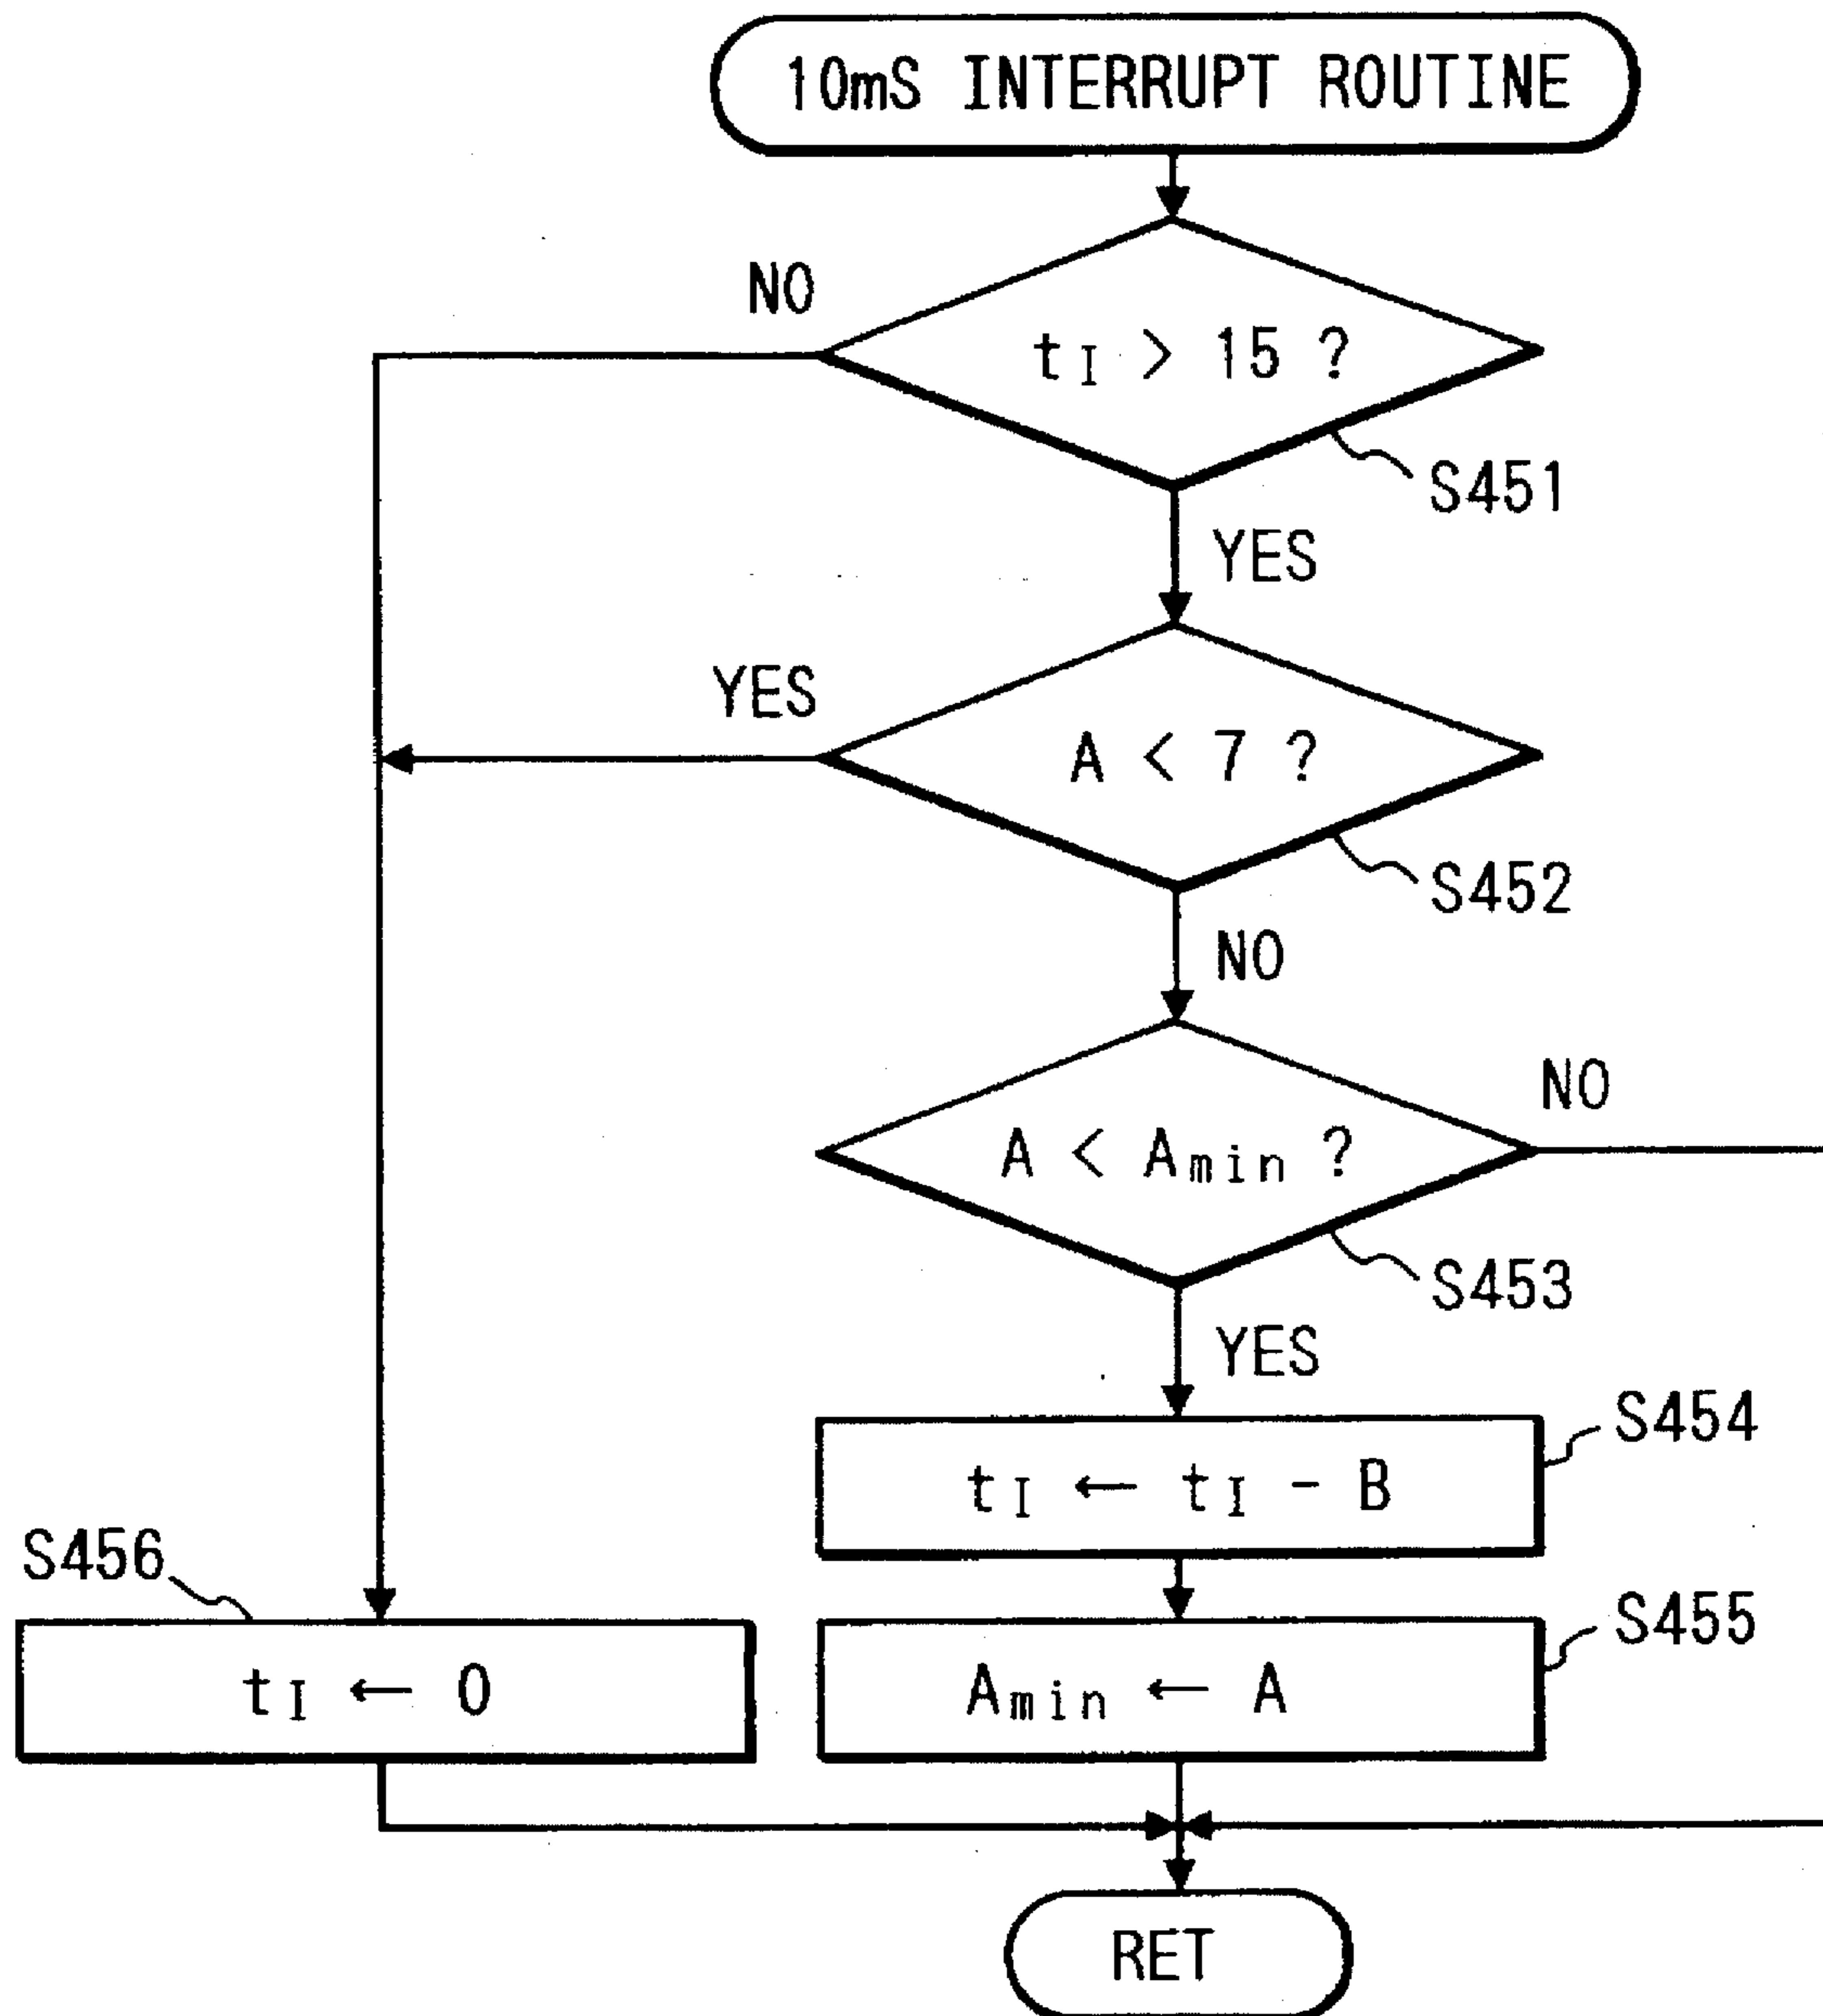 10mS INTERRUPT ROUTINE
NO
tI > 15 ?
S451
YES
YES
A < 7 ?
S452
NO
NO
A < Amin ?
S453
YES
S454
tI ← tI - B
S456
S455
tI ← 0
Amin ← A
RET